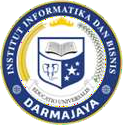 INSTITUT INFORMATIKA DAN BISNIS
EDUCATIO UNIVERSALIS
DARMAJAYA